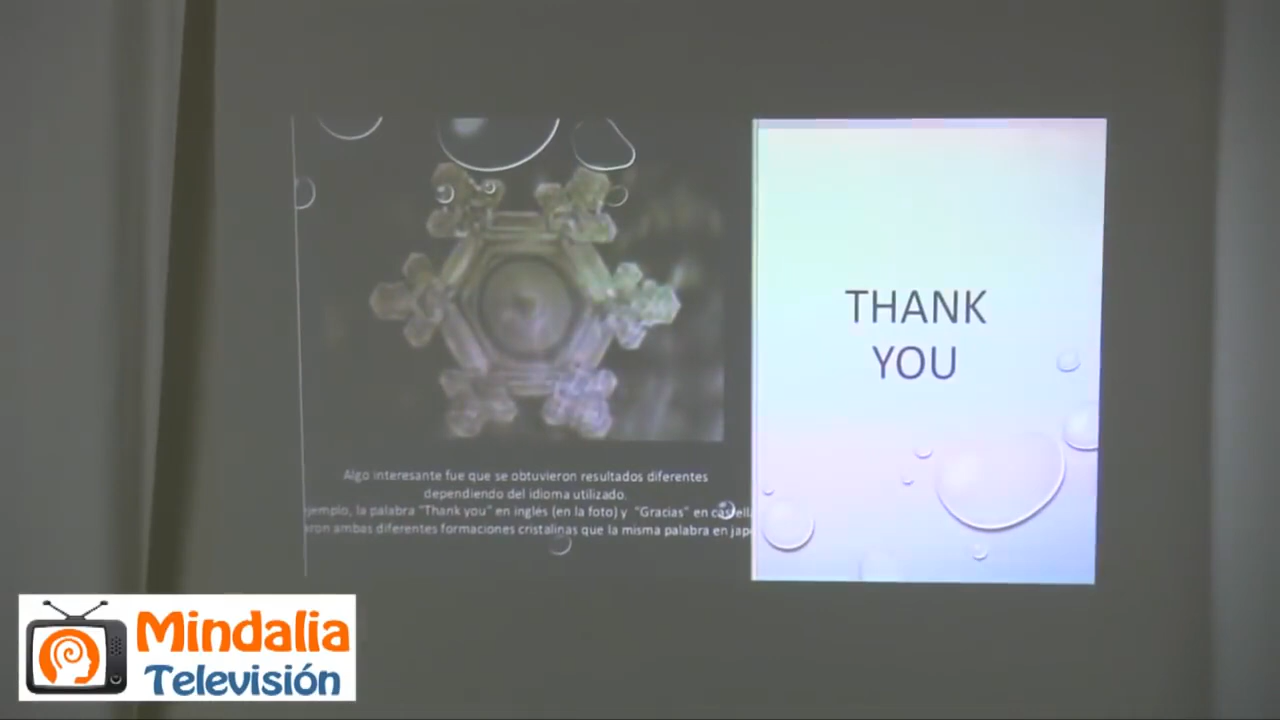 THANK
YOU
Algo interesante fue que se obtuvieron resultados diferentes
dependiendo del idioma utilizado.
la palabra "Thank you" en inglés (en la foto) y "Gracias" en
ambas diferentes formaciones cristalinas que la misma palabra en
Mindalia
Televisión